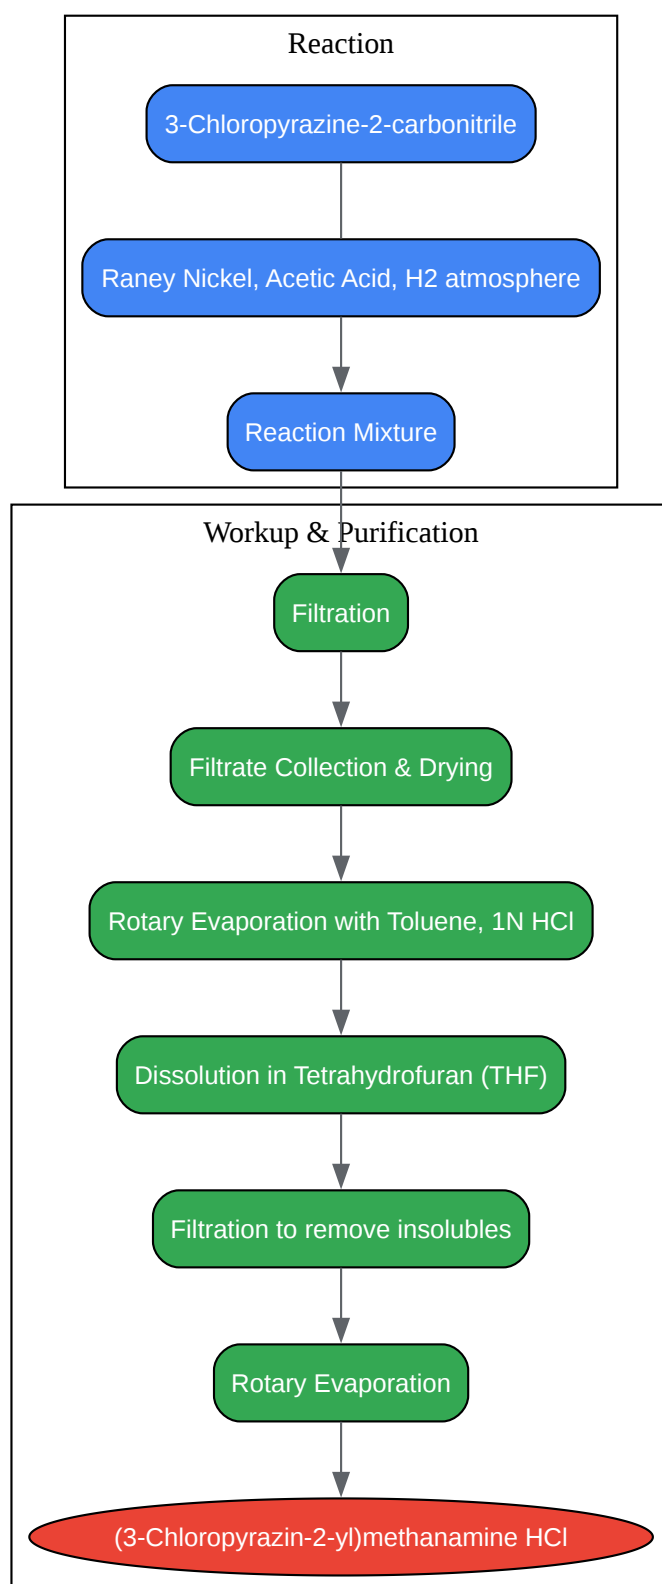 Reaction
3-Chloropyrazine-2-carbonitrile
Raney Nickel, Acetic Acid, H2 atmosphere
Reaction Mixture
Workup & Purification
Filtration
Filtrate Collection & Drying
Rotary Evaporation with Toluene, 1N HCl
Dissolution in Tetrahydrofuran (THF)
Filtration to remove insolubles
Rotary Evaporation
(3-Chloropyrazin-2-yl)methanamine HCl